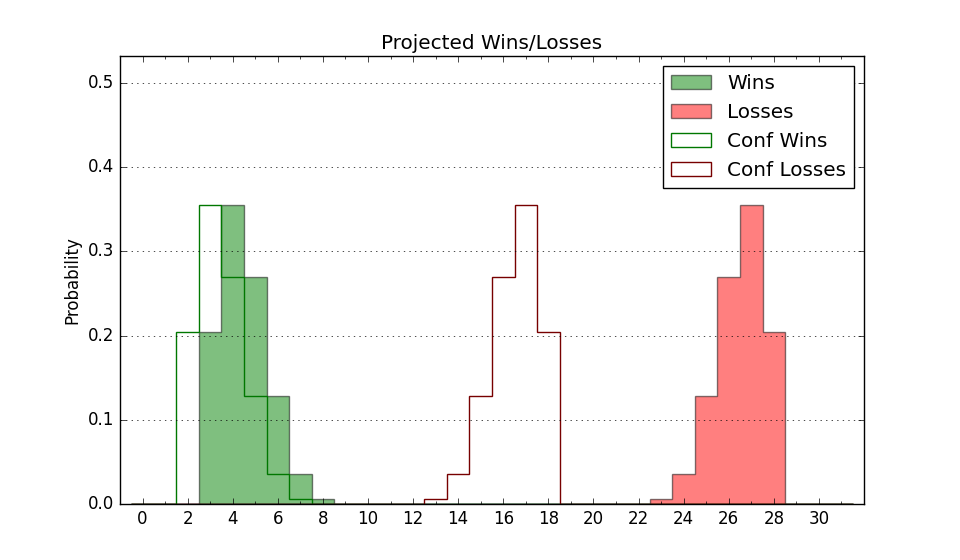 Projected Wins/Losses
Wins
Losses
Conf Wins
Conf Losses
Probability
0.5
0.4
0.3
0.2
0.1
0.0
0 2 4 6 8 10 12 14 16 18 20 22 24 26 28 30